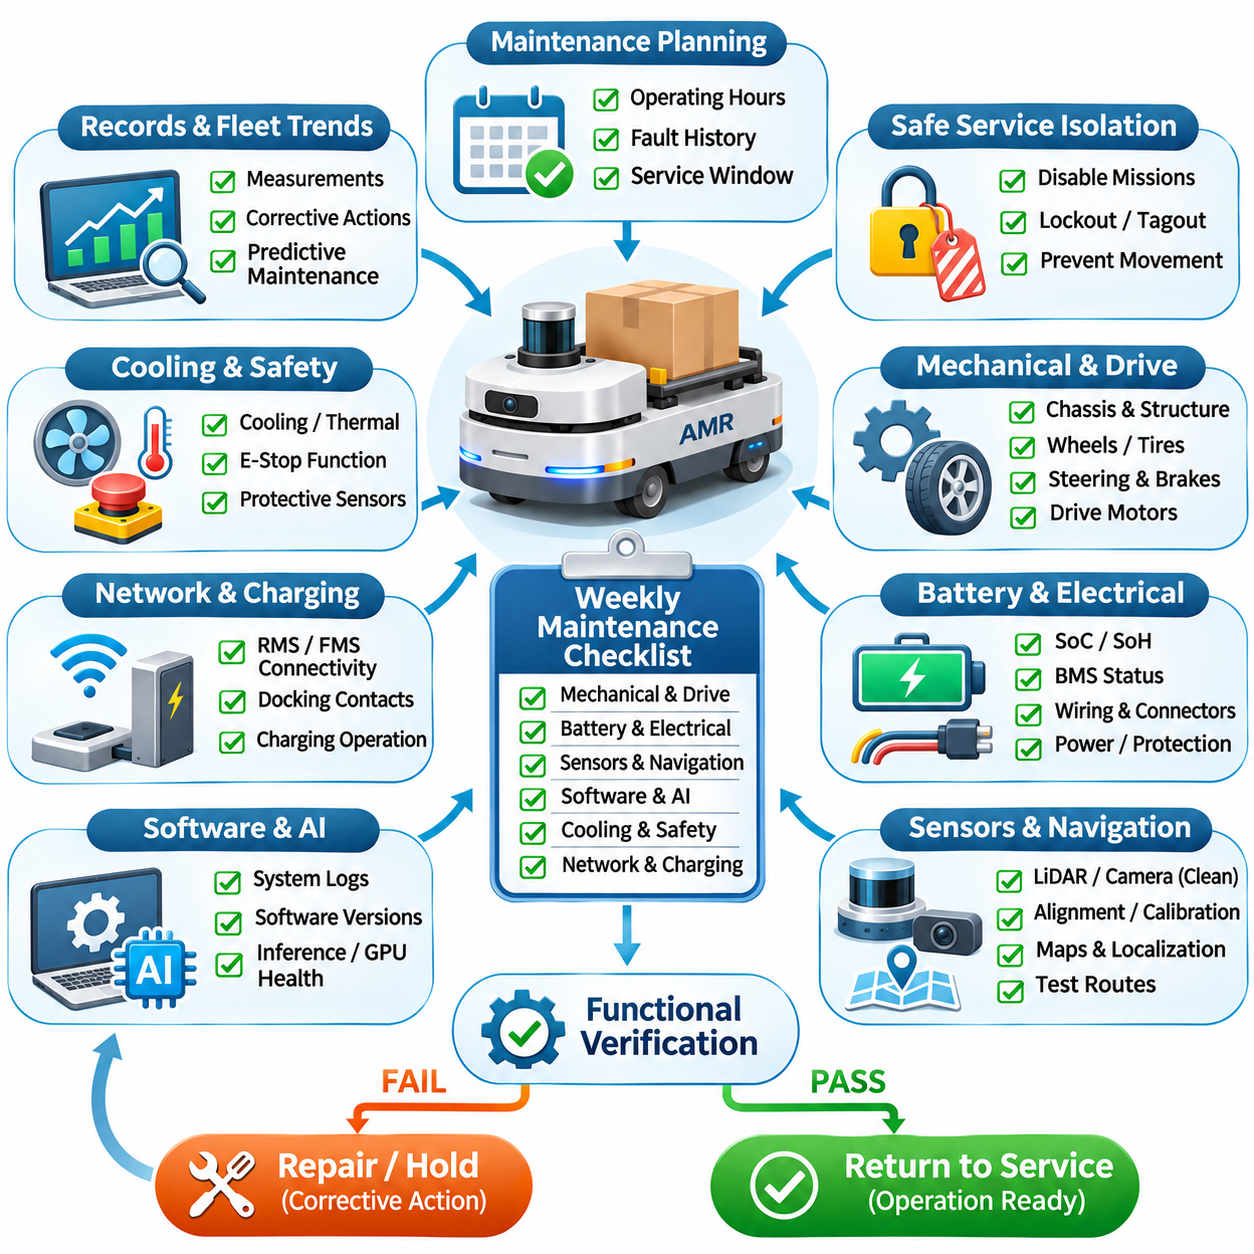 Maintenance Planning
Operating Hours
Fault History
Service Window
Records & Fleet Trends
Measurements
Corrective Actions
Predictive
Maintenance
Safe Service Isolation
Disable Missions
Lockout / Tagout
Prevent Movement
Cooling & Safety
Cooling / Thermal
E-Stop Function
Protective Sensors
AMR
Mechanical & Drive
Chassis & Structure
Wheels / Tires
Steering & Brakes
Drive Motors
Network & Charging
RMS / FMS
Connectivity
Docking Contacts
Charging Operation
Weekly
Maintenance
Checklist
Mechanical & Drive
Battery & Electrical
Sensors & Navigation
Software & AI
Cooling & Safety
Network & Charging
Battery & Electrical
SoC / SoH
BMS Status
Wiring & Connectors
Power / Protection
Software & AI
AI
System Logs
Software Versions
Inference / GPU
Health
Sensors & Navigation
LiDAR / Camera (Clean)
Alignment / Calibration
Maps & Localization
Test Routes
Functional
Verification
FAIL
PASS
Repair / Hold
(Corrective Action)
Return to Service
(Operation Ready)